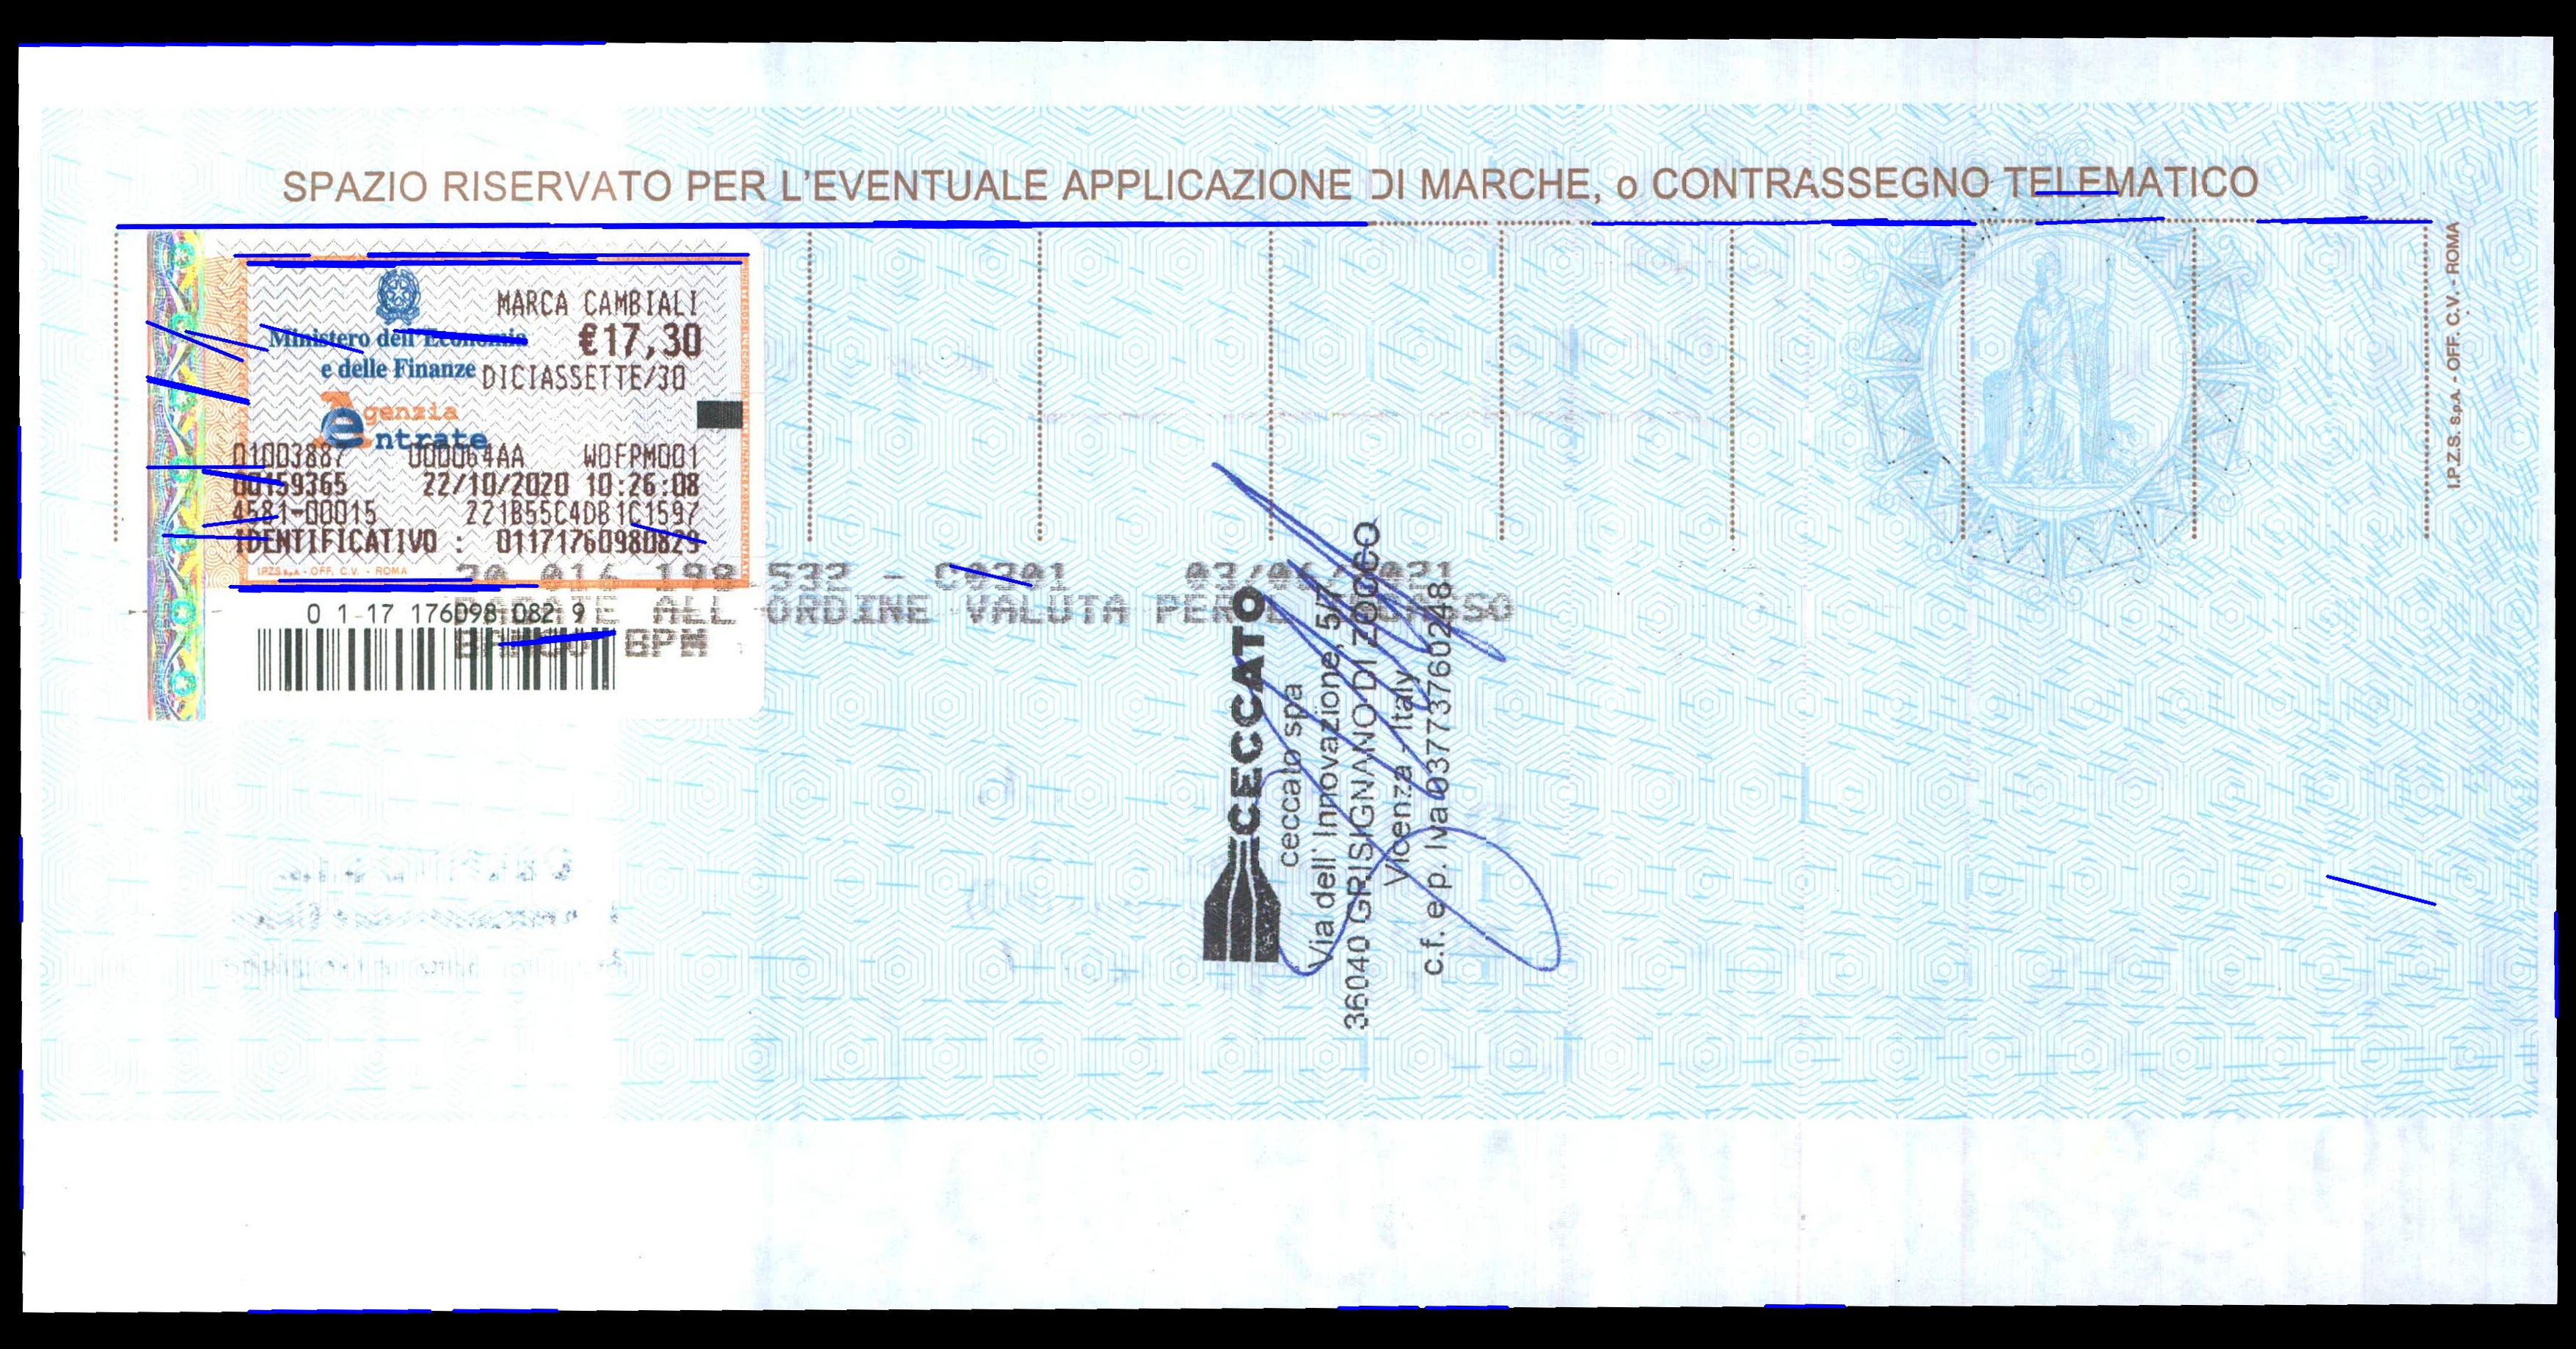 SPAZIO RISERVATO PER L'EVENTUALE APPLICAZIONE DI MARCHE, o CONTRASSEGNO TELEMATICO
MARCA CAMBIALI
Ministero dell'Economia
e delle Finanze
€17,30
DICIASSETTE/30
Agenzia
entrate
01003887 000064AA W0FPM001
00159365 22/10/2020 10:26:08
4581-00015 221B55C4DB1C1597
IDENTIFICATIVO : 01171760980829
I.P.Z.S. S.p.A. - OFF. C.V. - ROMA
0 1-17 176098 082 9
20 016 198 532 - C0301 03/06/2021
PAGATE ALL ORDINE VALUTA PER L'INCASSO
BANCO BPM
CECCATO
ceccato spa
Via dell' Innovazione, 5/7
36040 GRISIGNANO DI ZOCCO
Vicenza - Italy
c.f. e p. Iva 03773760248
I.P.Z.S. S.p.A. - OFF. C.V. - ROMA